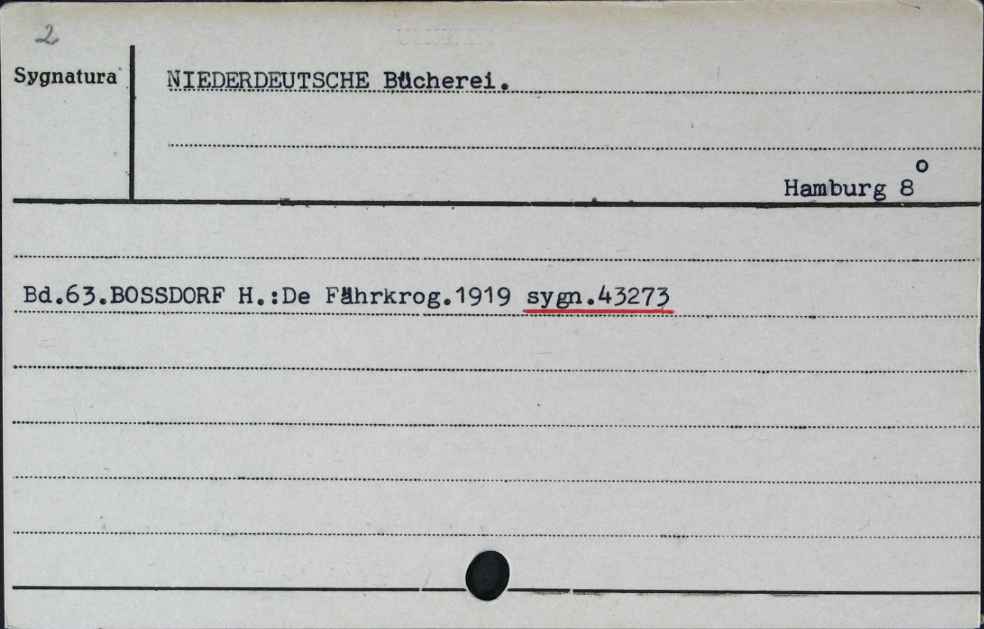 2
Sygnatura
NIEDERDEUTSCHE Bücherei.
Hamburg 8°
Bd.63.BOSSDORF H.:De Fährkrog.1919 sygn.43273